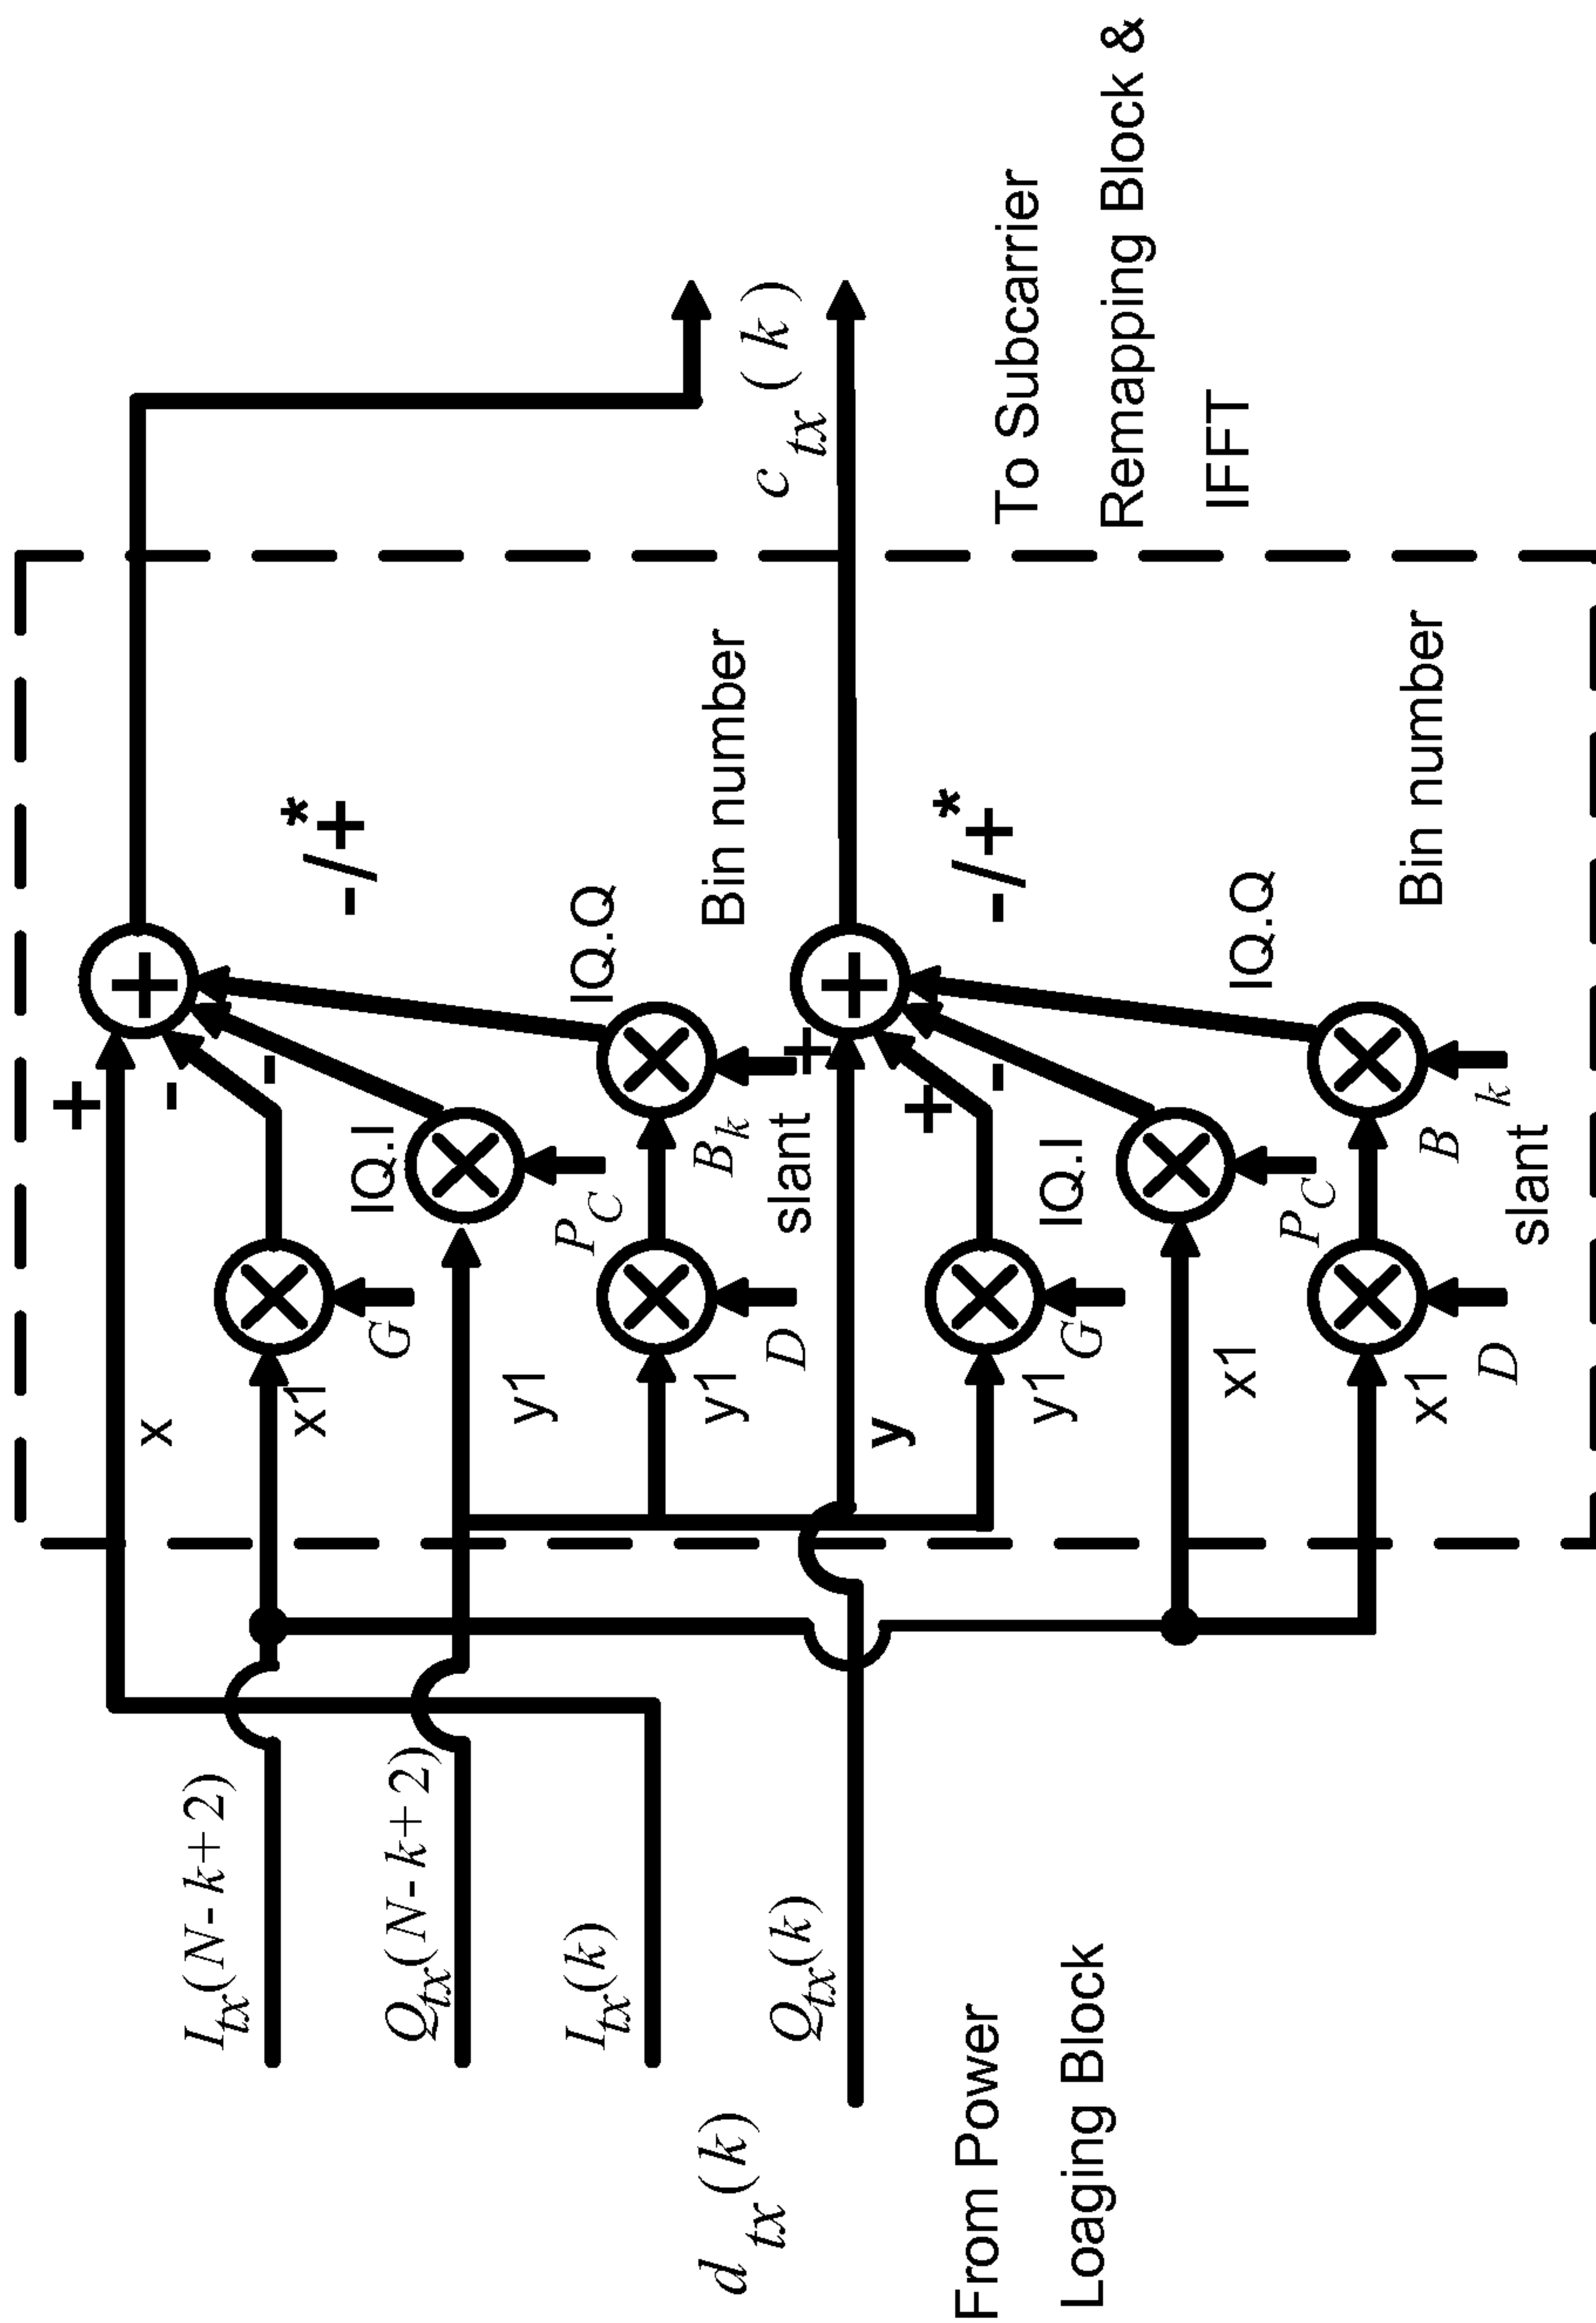 I_tx(N-k+2)
Q_tx(N-k+2)
I_tx(k)
Q_tx(k)
d_tx(k)
From Power
Loaging Block
x
x1
G
IQ.I
y1
P_C
y1
D
slant
B_k
IQ.Q
Bin number
+
-
-
-/+*
+
y
y1
G
IQ.I
x1
P_C
x1
D
slant
B
k
IQ.Q
Bin number
+
+
-
-/+*
+
c_tx(k)
To Subcarrier
Remapping Block &
IFFT